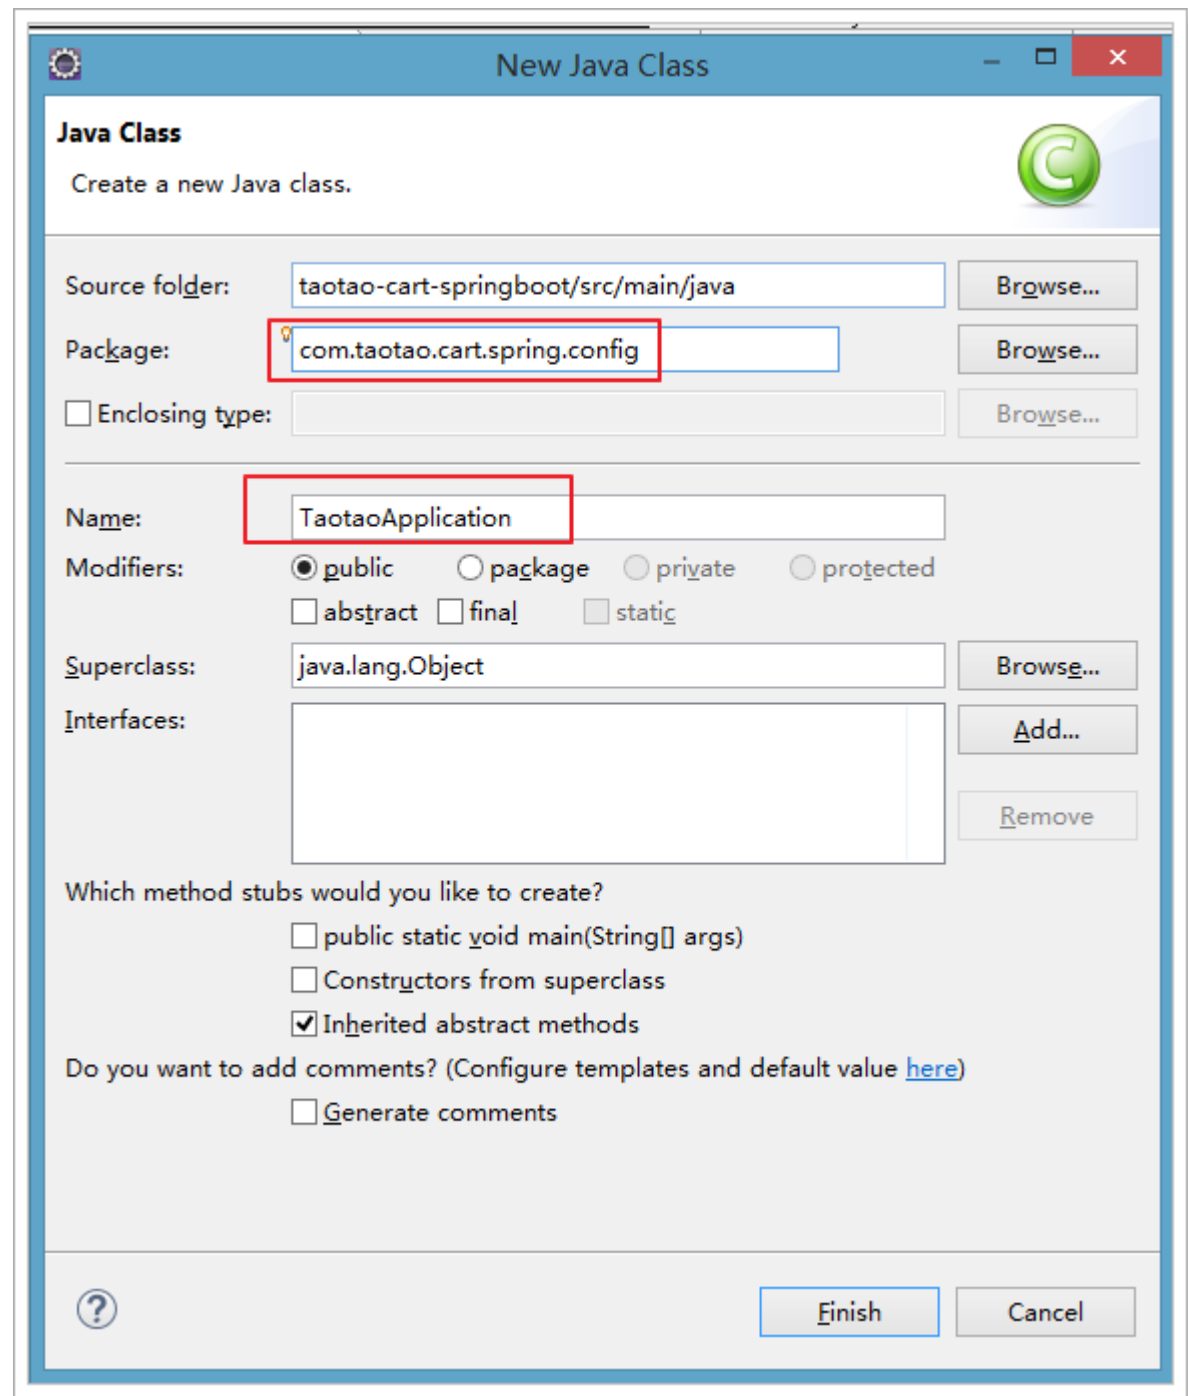 New Java Class
Java Class
Create a new Java class.
Source folder: taotao-cart-springboot/src/main/java Browse...
Package: com.taotao.cart.spring.config Browse...
Enclosing type: Browse...
Name: TaotaoApplication
Modifiers: public package private protected
abstract final static
Superclass: java.lang.Object Browse...
Interfaces: Add...
Remove
Which method stubs would you like to create?
public static void main(String[] args)
Constructors from superclass
Inherited abstract methods
Do you want to add comments? (Configure templates and default value here)
Generate comments
Finish Cancel